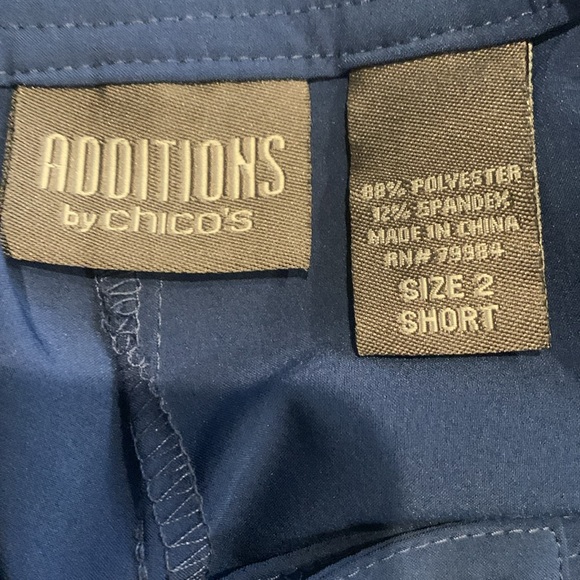 ADDITIONS
by chico's
88% POLYESTER
12% SPANDEX
MADE IN CHINA
RN# 79984
SIZE 2
SHORT